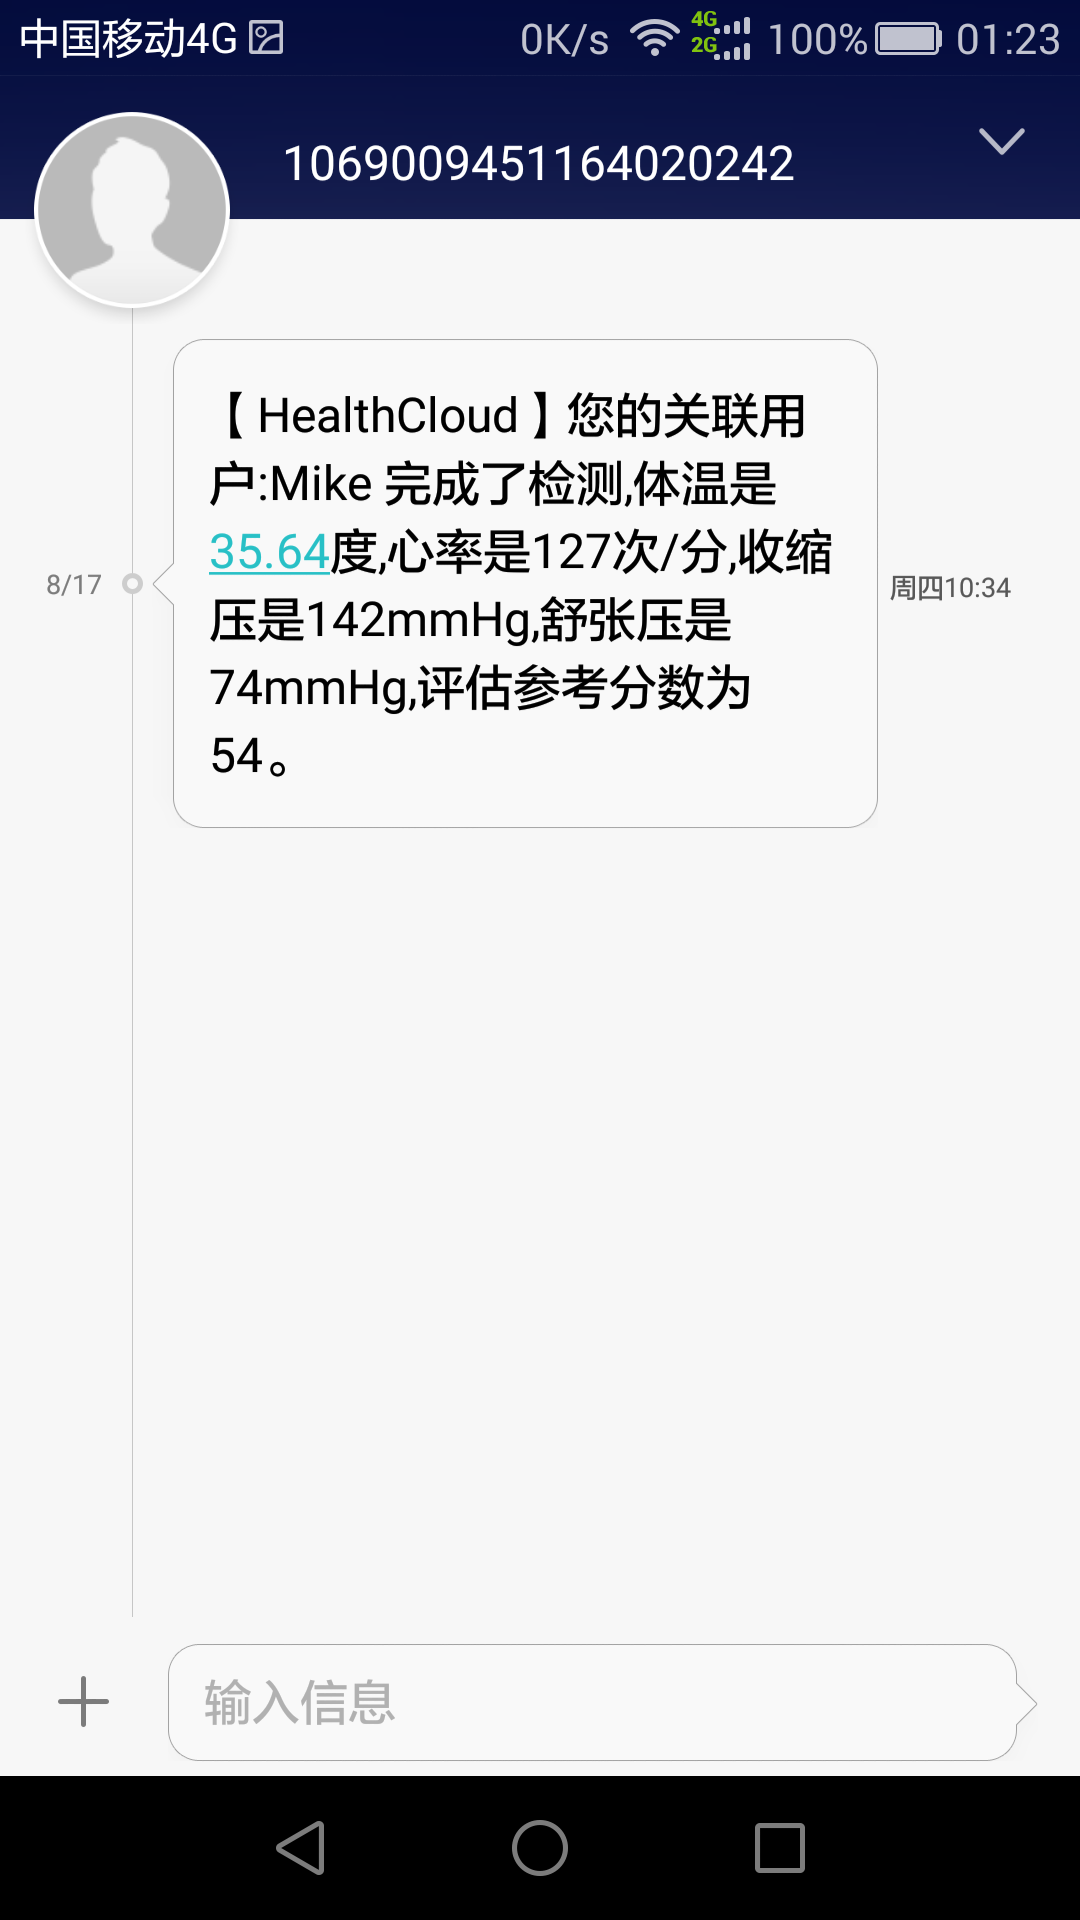 中国移动4G 0K/s 4G 2G 100% 01:23
1069009451164020242
【HealthCloud】您的关联用
户:Mike 完成了检测,体温是
35.64度,心率是127次/分,收缩
压是142mmHg,舒张压是
74mmHg,评估参考分数为
54。
8/17
周四10:34
输入信息